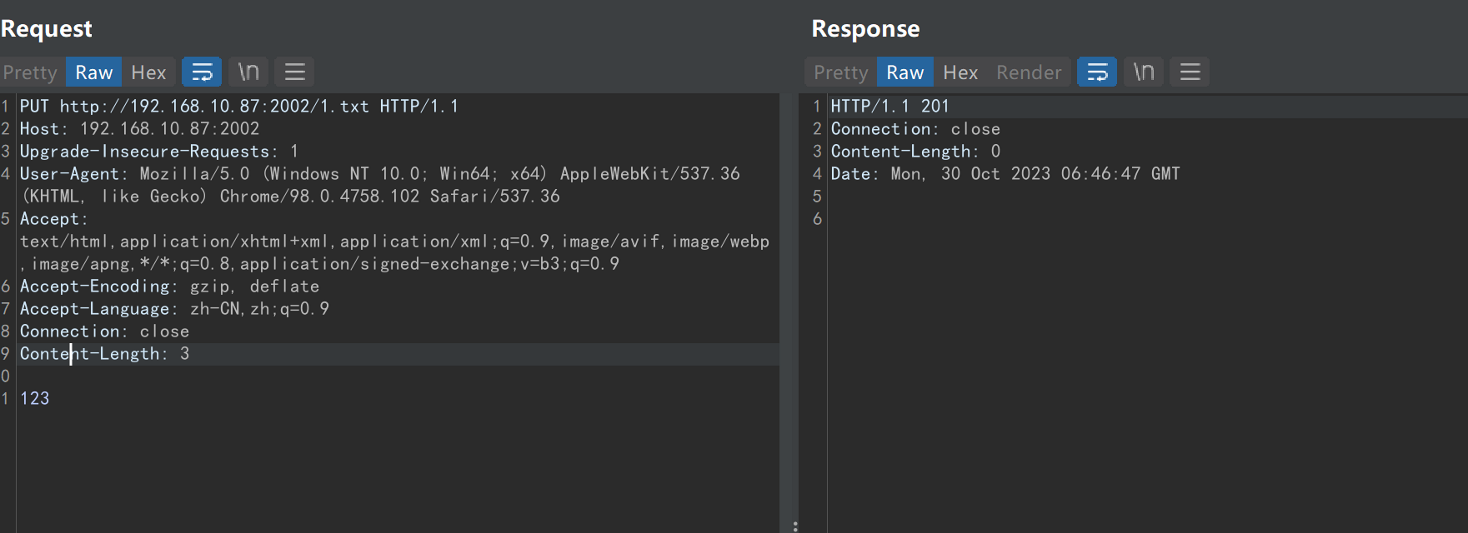 Request
Pretty Raw Hex \n
1 PUT http://192.168.10.87:2002/1.txt HTTP/1.1
2 Host: 192.168.10.87:2002
3 Upgrade-Insecure-Requests: 1
4 User-Agent: Mozilla/5.0 (Windows NT 10.0; Win64; x64) AppleWebKit/537.36
(KHTML, like Gecko) Chrome/98.0.4758.102 Safari/537.36
5 Accept:
text/html,application/xhtml+xml,application/xml;q=0.9,image/avif,image/webp
,image/apng,*/*;q=0.8,application/signed-exchange;v=b3;q=0.9
6 Accept-Encoding: gzip, deflate
7 Accept-Language: zh-CN,zh;q=0.9
8 Connection: close
9 Content-Length: 3
0
1 123
Response
Pretty Raw Hex Render \n
1 HTTP/1.1 201
2 Connection: close
3 Content-Length: 0
4 Date: Mon, 30 Oct 2023 06:46:47 GMT
5
6